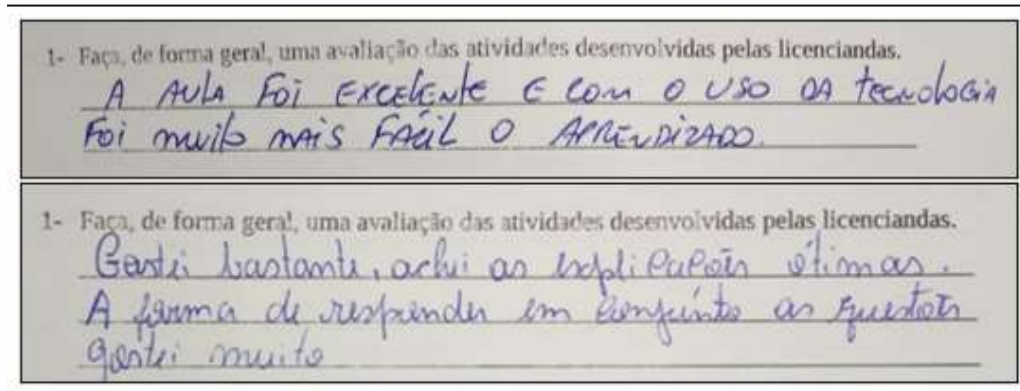 1- Faça, de forma geral, uma avaliação das atividades desenvolvidas pelas licenciandas.
A AULA FOI EXCELENTE E COM O USO DA TECNOLOGIA
FOI muito MAIS FÁCIL O APRENDIZADO.
1- Faça, de forma geral, uma avaliação das atividades desenvolvidas pelas licenciandas.
Gostei bastante, achei as explicações ótimas.
A forma de responder em conjunto as questões
gostei muito